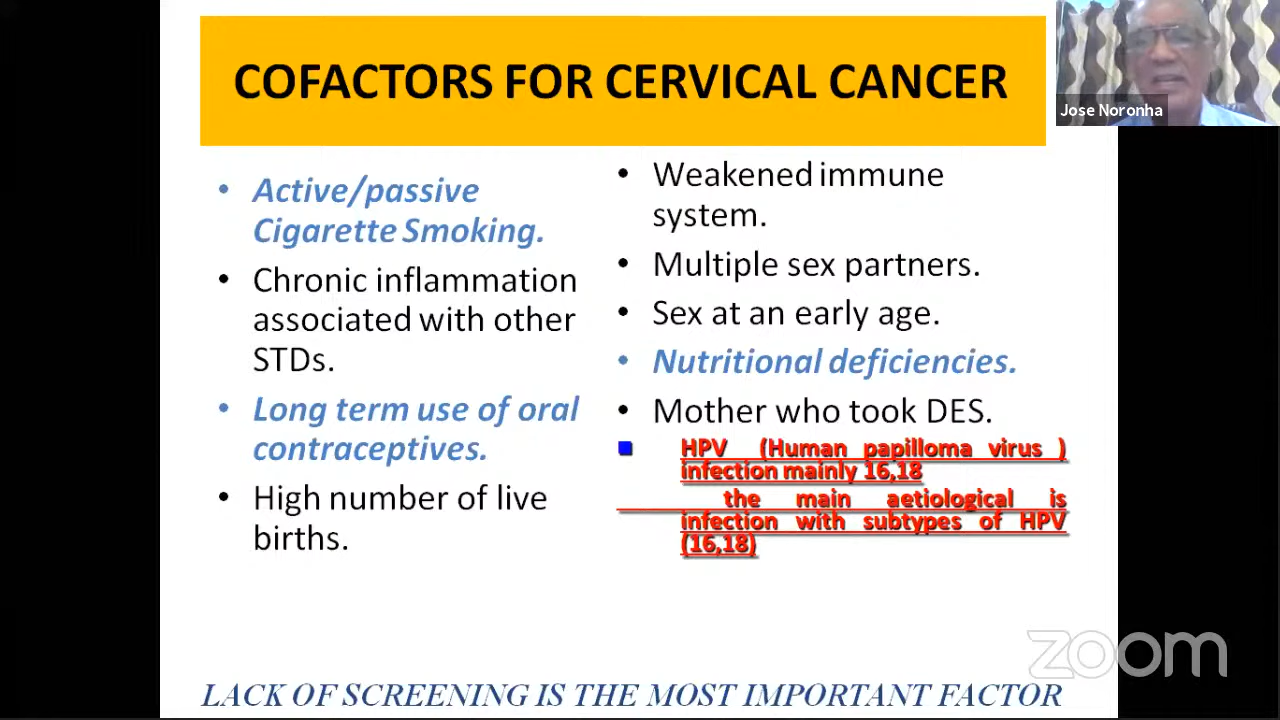 COFACTORS FOR CERVICAL CANCER
Jose Noronha
• Active/passive
Cigarette Smoking.
• Chronic inflammation
associated with other
STDs.
• Long term use of oral
contraceptives.
• High number of live
births.
• Weakened immune
system.
• Multiple sex partners.
• Sex at an early age.
• Nutritional deficiencies.
• Mother who took DES.
HPV (Human papilloma virus )
infection mainly 16,18
the main aetiological is
infection with subtypes of HPV
(16,18)
zoom
LACK OF SCREENING IS THE MOST IMPORTANT FACTOR